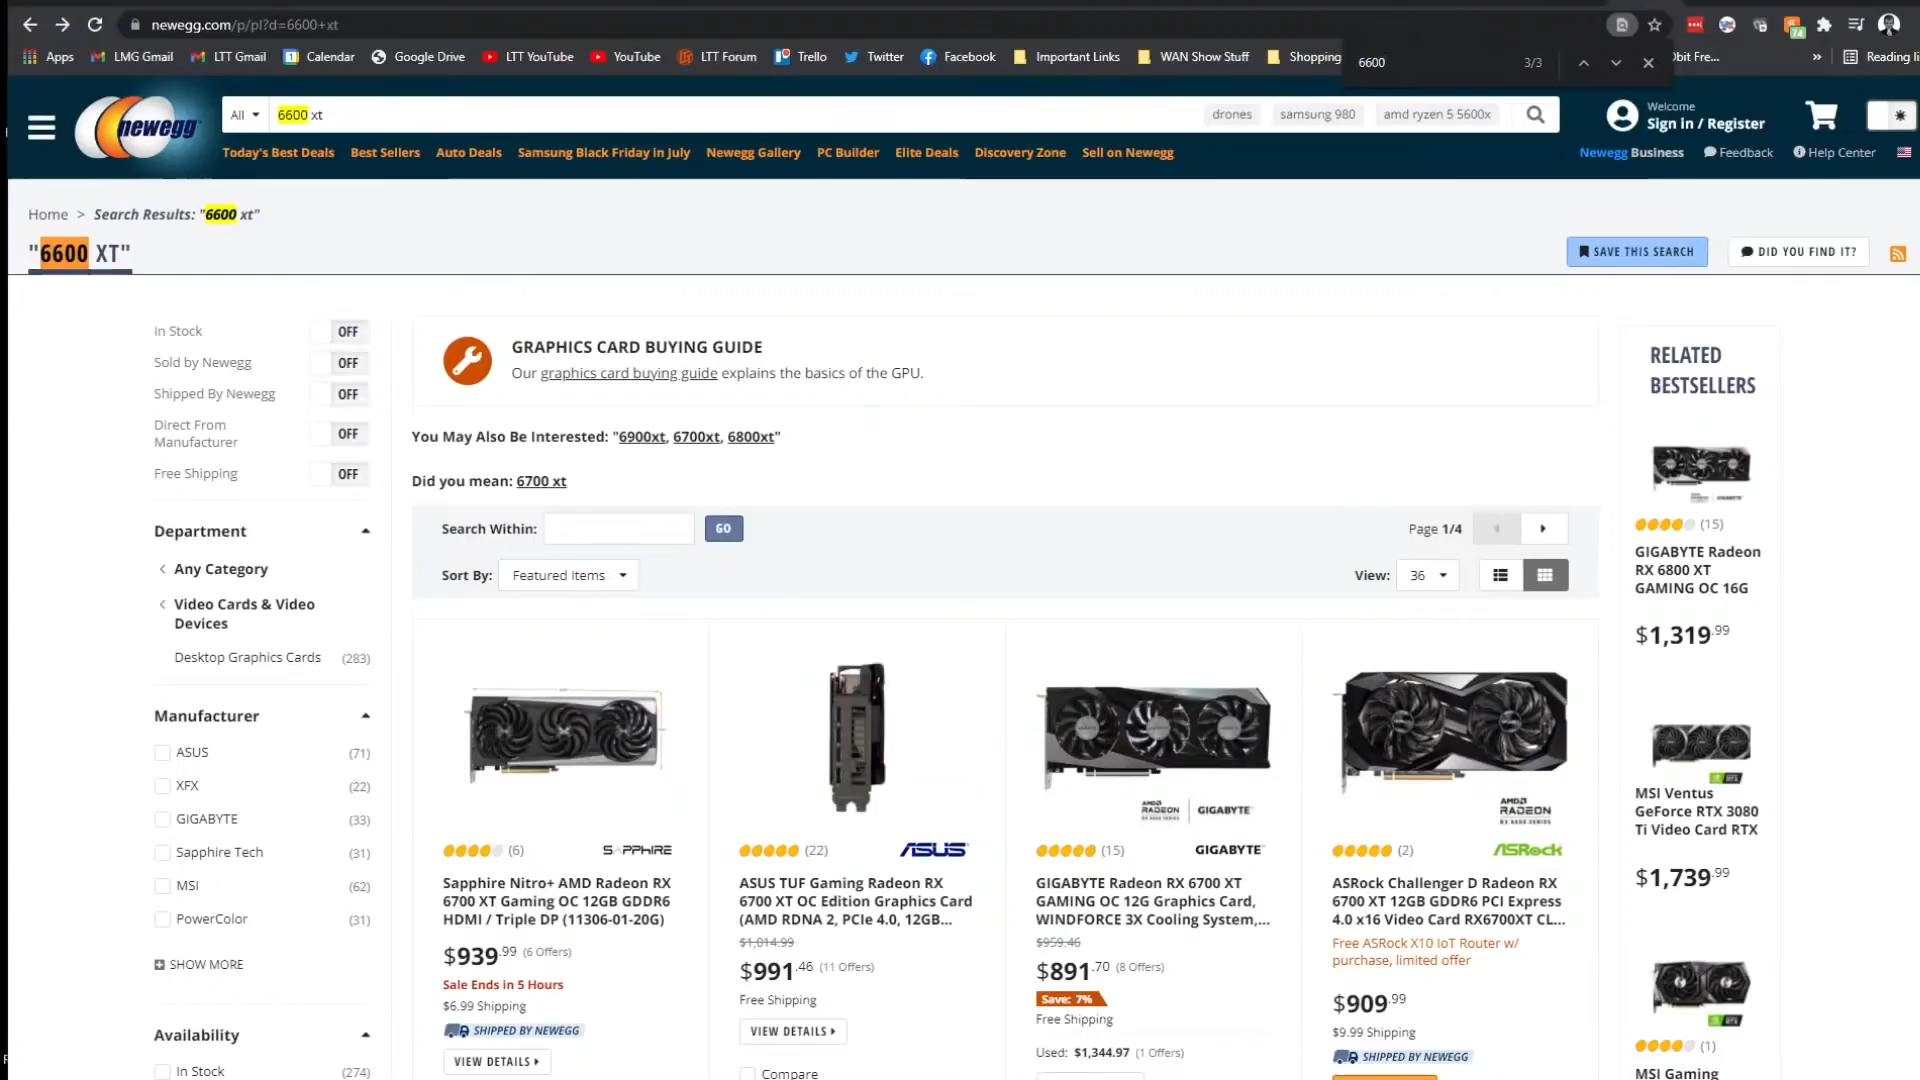 newegg.com/p/pl?d=6600+xt
74
Apps
LMG Gmail
LTT Gmail
Calendar
Google Drive
LTT YouTube
YouTube
LTT Forum
Trello
Twitter
Facebook
Important Links
WAN Show Stuff
Shopping
6600
3/3
Obit Fre...
»
Reading li
newegg
All
6600 xt
drones
samsung 980
amd ryzen 5 5600x
Welcome
Sign in / Register
Today's Best Deals
Best Sellers
Auto Deals
Samsung Black Friday in July
Newegg Gallery
PC Builder
Elite Deals
Discovery Zone
Sell on Newegg
Newegg Business
Feedback
Help Center
Home > Search Results: "6600 xt"
"6600 XT"
SAVE THIS SEARCH
DID YOU FIND IT?
In Stock OFF
Sold by Newegg OFF
Shipped By Newegg OFF
Direct From
Manufacturer OFF
Free Shipping OFF
Department
< Any Category
< Video Cards & Video
Devices
Desktop Graphics Cards (283)
Manufacturer
ASUS (71)
XFX (22)
GIGABYTE (33)
Sapphire Tech (31)
MSI (62)
PowerColor (31)
SHOW MORE
Availability
In Stock (274)
GRAPHICS CARD BUYING GUIDE
Our graphics card buying guide explains the basics of the GPU.
You May Also Be Interested: "6900xt, 6700xt, 6800xt"
Did you mean: 6700 xt
Search Within:
GO
Page 1/4
Sort By: Featured Items
View: 36
(6) SAPPHIRE
Sapphire Nitro+ AMD Radeon RX
6700 XT Gaming OC 12GB GDDR6
HDMI / Triple DP (11306-01-20G)
$939.99 (6 Offers)
Sale Ends in 5 Hours
$6.99 Shipping
SHIPPED BY NEWEGG
VIEW DETAILS
(22) ASUS
ASUS TUF Gaming Radeon RX
6700 XT OC Edition Graphics Card
(AMD RDNA 2, PCIe 4.0, 12GB...
$1,014.99
$991.46 (11 Offers)
Free Shipping
VIEW DETAILS
Compare
AMD
RADEON
GIGABYTE
(15) GIGABYTE
GIGABYTE Radeon RX 6700 XT
GAMING OC 12G Graphics Card,
WINDFORCE 3X Cooling System,...
$959.46
$891.70 (8 Offers)
Save: 7%
Free Shipping
Used: $1,344.97 (1 Offers)
AMD
RADEON
(2) ASRock
ASRock Challenger D Radeon RX
6700 XT 12GB GDDR6 PCI Express
4.0 x16 Video Card RX6700XT CL...
Free ASRock X10 IoT Router w/
purchase, limited offer
$909.99
$9.99 Shipping
SHIPPED BY NEWEGG
RELATED
BESTSELLERS
(15)
GIGABYTE Radeon
RX 6800 XT
GAMING OC 16G
$1,319.99
MSI Ventus
GeForce RTX 3080
Ti Video Card RTX
$1,739.99
(1)
MSI Gaming